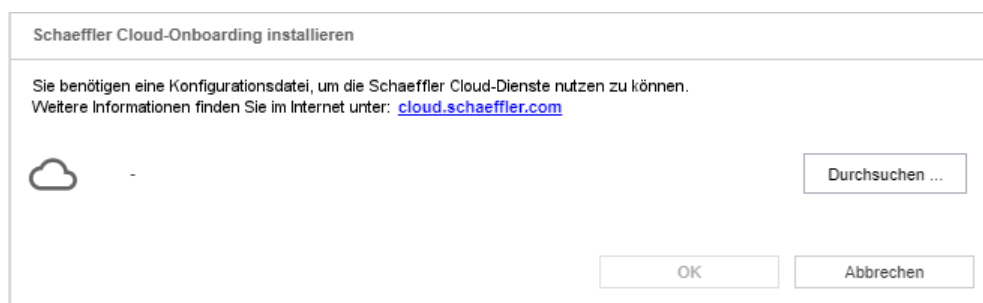 Schaeffler Cloud-Onboarding installieren
Sie benötigen eine Konfigurationsdatei, um die Schaeffler Cloud-Dienste nutzen zu können.
Weitere Informationen finden Sie im Internet unter: cloud.schaeffler.com
-
Durchsuchen ...
OK
Abbrechen